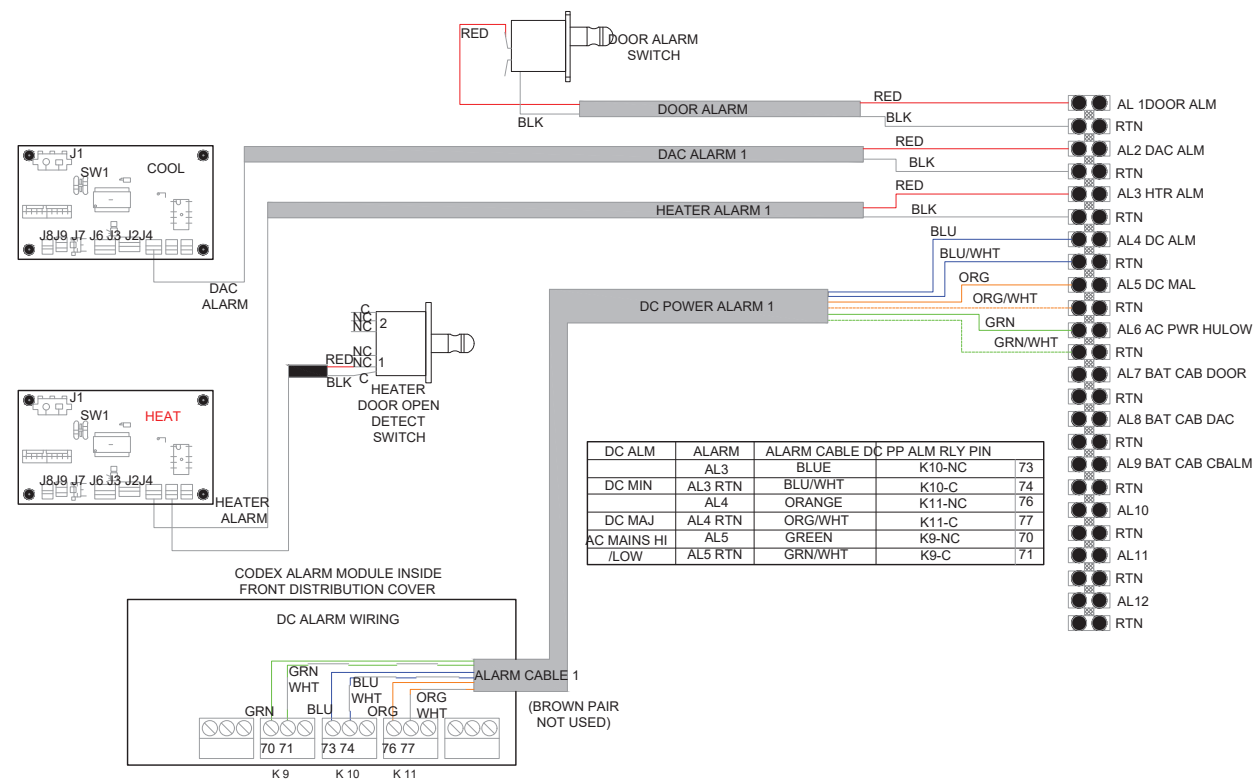 RED
DOOR ALARM
SWITCH
BLK
DOOR ALARM
RED
BLK
DAC ALARM 1
RED
BLK
HEATER ALARM 1
RED
BLK
J1
SW1
COOL
J8J9 J7 J6 J3 J2J4
DAC
ALARM
C
NC
NC
2
NC
RED NC 1
BLK C
HEATER
DOOR OPEN
DETECT
SWITCH
J1
SW1
HEAT
J8J9 J7 J6 J3 J2J4
HEATER
ALARM
DC POWER ALARM 1
BLU
BLU/WHT
ORG
ORG/WHT
GRN
GRN/WHT
AL 1DOOR ALM
RTN
AL2 DAC ALM
RTN
AL3 HTR ALM
RTN
AL4 DC ALM
RTN
AL5 DC MAL
RTN
AL6 AC PWR HULOW
RTN
AL7 BAT CAB DOOR
RTN
AL8 BAT CAB DAC
RTN
AL9 BAT CAB CBALM
RTN
AL10
RTN
AL11
RTN
AL12
RTN
DC ALM ALARM ALARM CABLE DC PP ALM RLY PIN
AL3 BLUE K10-NC 73
DC MIN AL3 RTN BLU/WHT K10-C 74
AL4 ORANGE K11-NC 76
DC MAJ AL4 RTN ORG/WHT K11-C 77
AC MAINS HI AL5 GREEN K9-NC 70
/LOW AL5 RTN GRN/WHT K9-C 71
CODEX ALARM MODULE INSIDE
FRONT DISTRIBUTION COVER
DC ALARM WIRING
ALARM CABLE 1
(BROWN PAIR
NOT USED)
GRN
WHT
BLU
WHT
ORG
WHT
GRN
BLU
ORG
70 71
73 74
76 77
K 9
K 10
K 11